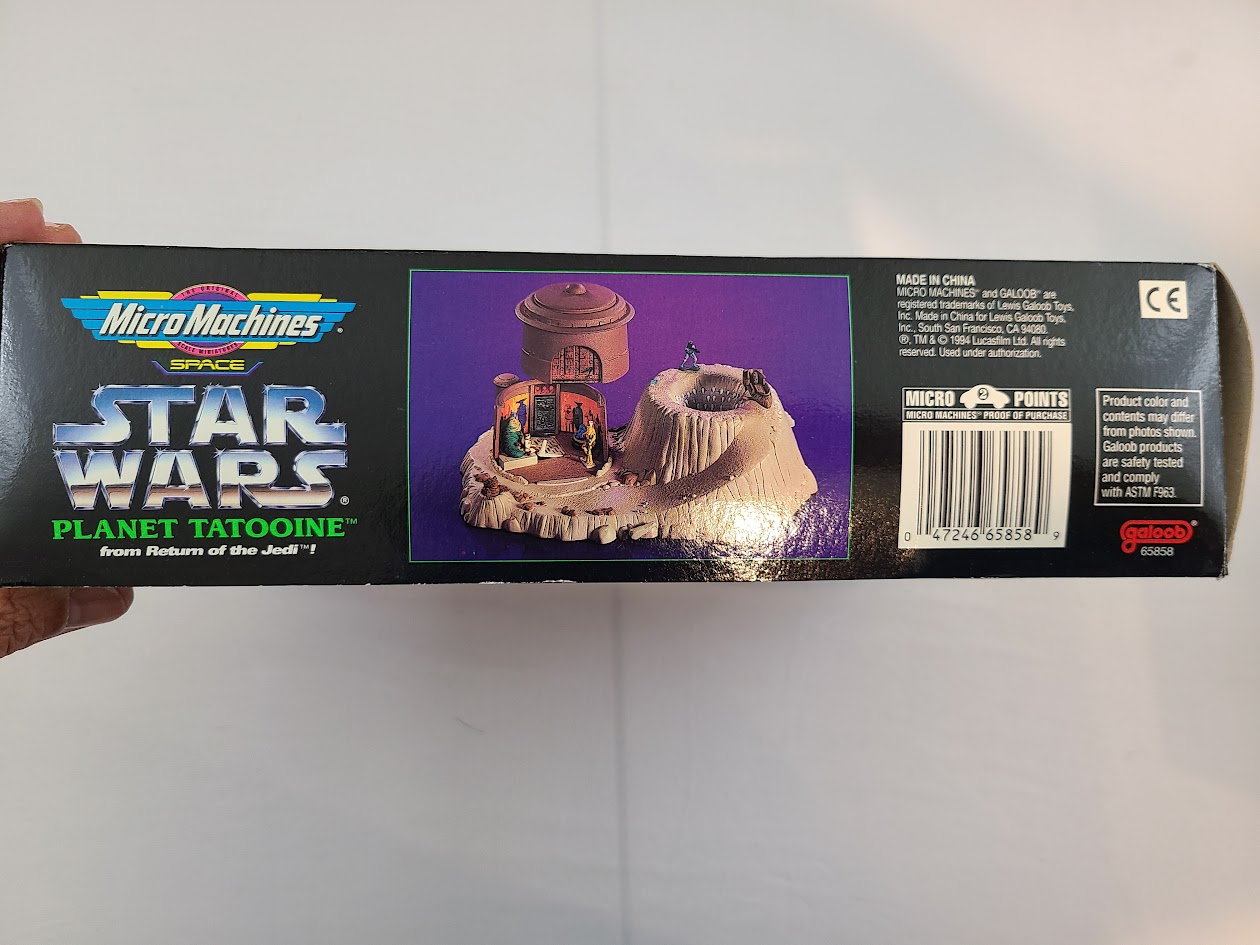 THE ORIGINAL
MicroMachines®
SCALE MINIATURES
SPACE
STAR
WARS®
PLANET TATOOINE™
from Return of the Jedi™!
MADE IN CHINA
MICRO MACHINES® and GALOOB® are
registered trademarks of Lewis Galoob Toys,
Inc. Made in China for Lewis Galoob Toys,
Inc., South San Francisco, CA 94080.
®, TM & © 1994 Lucasfilm Ltd. All rights
reserved. Used under authorization.
CE
MICRO 2 POINTS
MICRO MACHINES® PROOF OF PURCHASE
0 47246 65858 9
Product color and
contents may differ
from photos shown.
Galoob products
are safety tested
and comply
with ASTM F963.
galoob®
65858